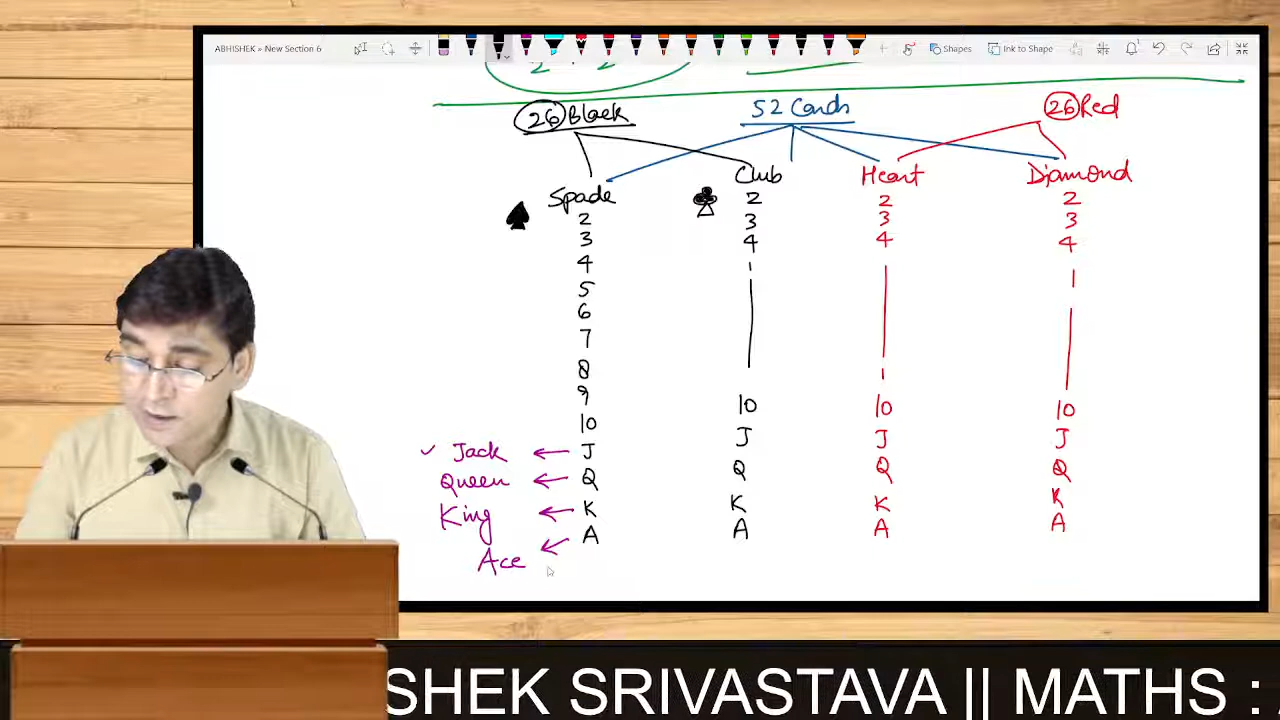 ABHISHEK » New Section 6
Shapes
Ink to Shape
2 2
26 Black
52 Cards
26 Red
Spade
Club
Heart
Diamond
2 2 2 2
3 3 3 3
4 4 4 4
5
6
7
8
9
10 10 10 10
Jack J J J J
Queen Q Q Q Q
King K K K K
Ace A A A A
SHEK SRIVASTAVA || MATHS :